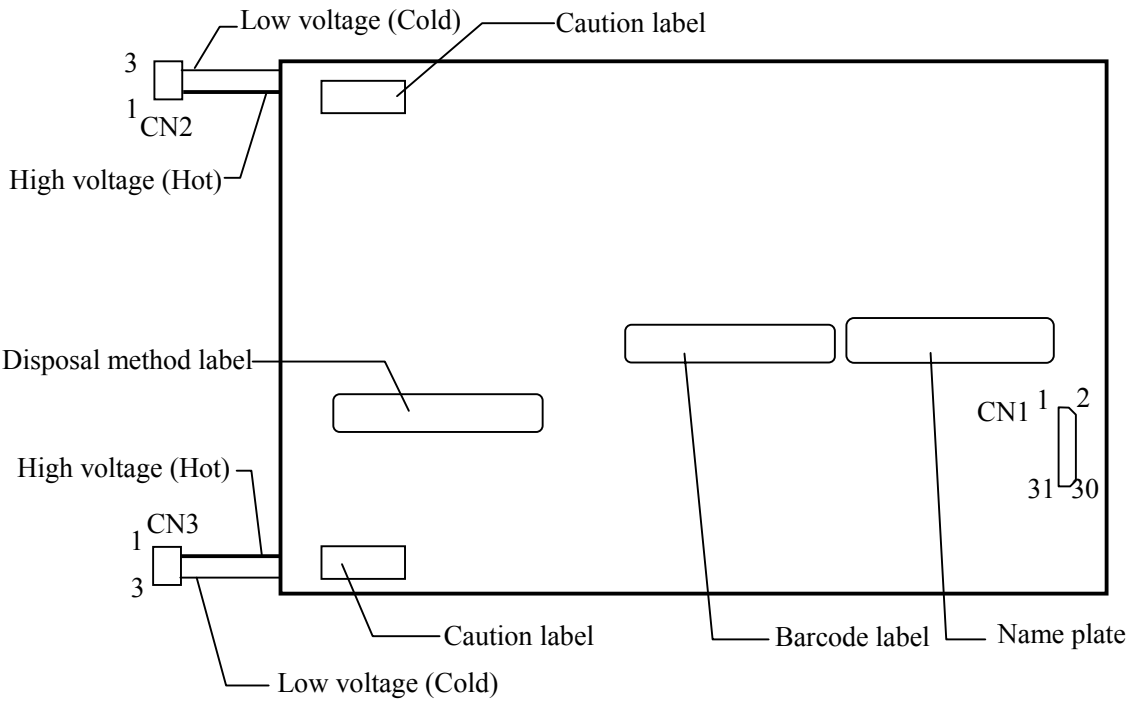 Low voltage (Cold)
Caution label
3
1
CN2
High voltage (Hot)
Disposal method label
CN1 1 2
31 30
High voltage (Hot)
CN3
1
3
Caution label
Barcode label
Name plate
Low voltage (Cold)